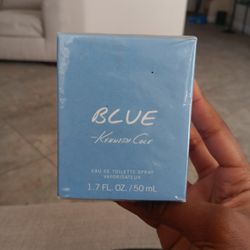 BLUE
Kenneth Cole
EAU DE TOILETTE SPRAY
VAPORISATEUR
1.7 FL. OZ. / 50 mL